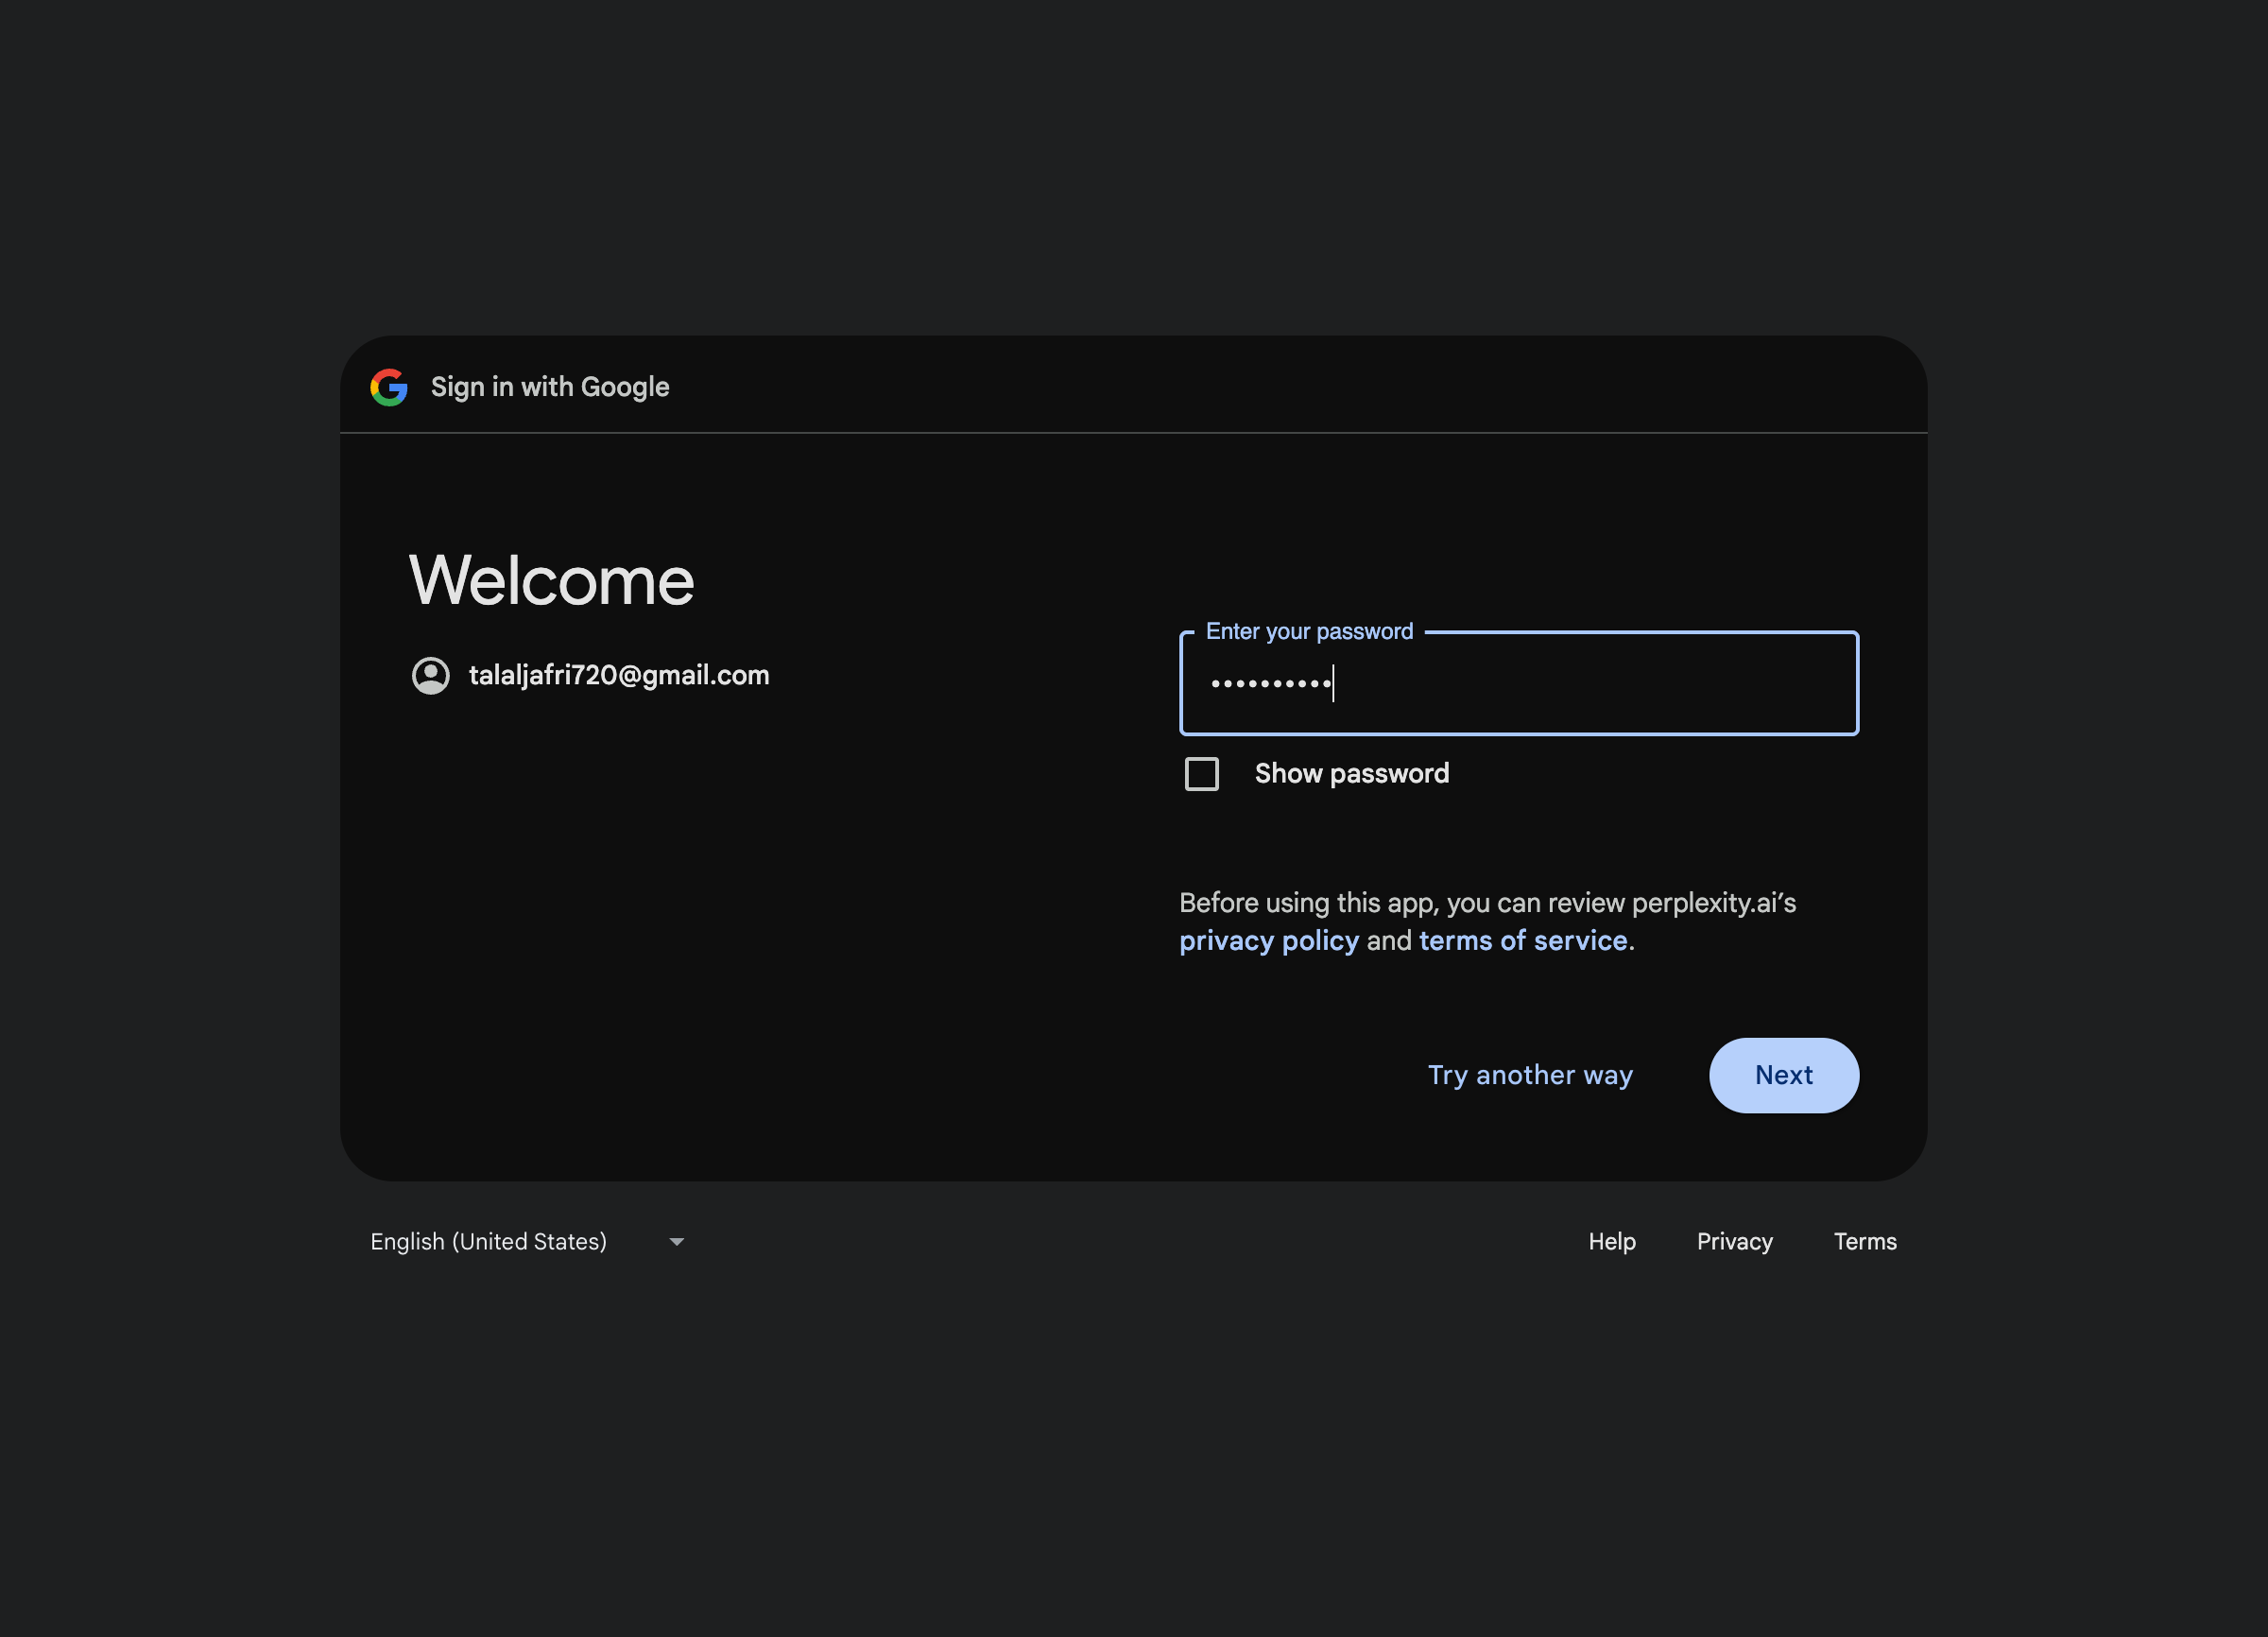 Sign in with Google
Welcome
talaljafri720@gmail.com
Enter your password
••••••••••
Show password
Before using this app, you can review perplexity.ai’s
privacy policy and terms of service.
Try another way
Next
English (United States)
Help
Privacy
Terms